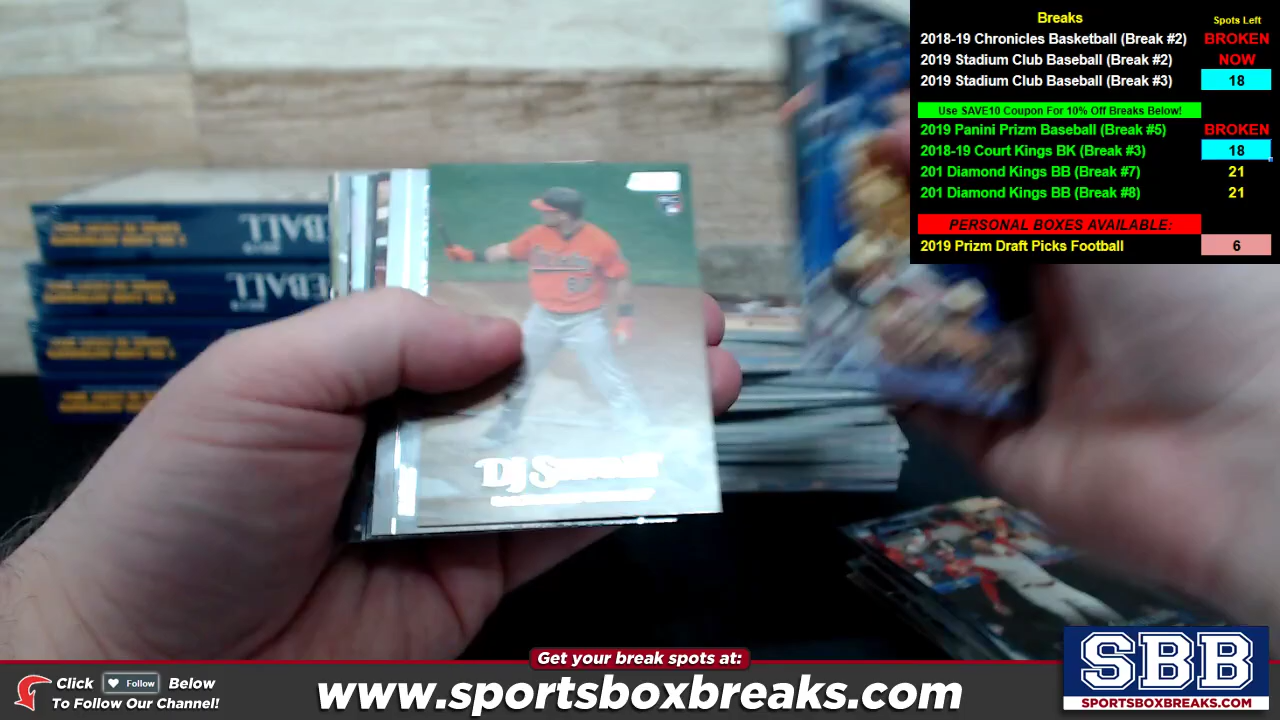 Breaks
Spots Left
2018-19 Chronicles Basketball (Break #2) BROKEN
2019 Stadium Club Baseball (Break #2) NOW
2019 Stadium Club Baseball (Break #3) 18
Use SAVE10 Coupon For 10% Off Breaks Below!
2019 Panini Prizm Baseball (Break #5) BROKEN
2018-19 Court Kings BK (Break #3) 18
201 Diamond Kings BB (Break #7) 21
201 Diamond Kings BB (Break #8) 21
PERSONAL BOXES AVAILABLE:
2019 Prizm Draft Picks Football 6
DJ
Get your break spots at:
Click Follow Below
To Follow Our Channel!
www.sportsboxbreaks.com
SBB
SPORTSBOXBREAKS.COM